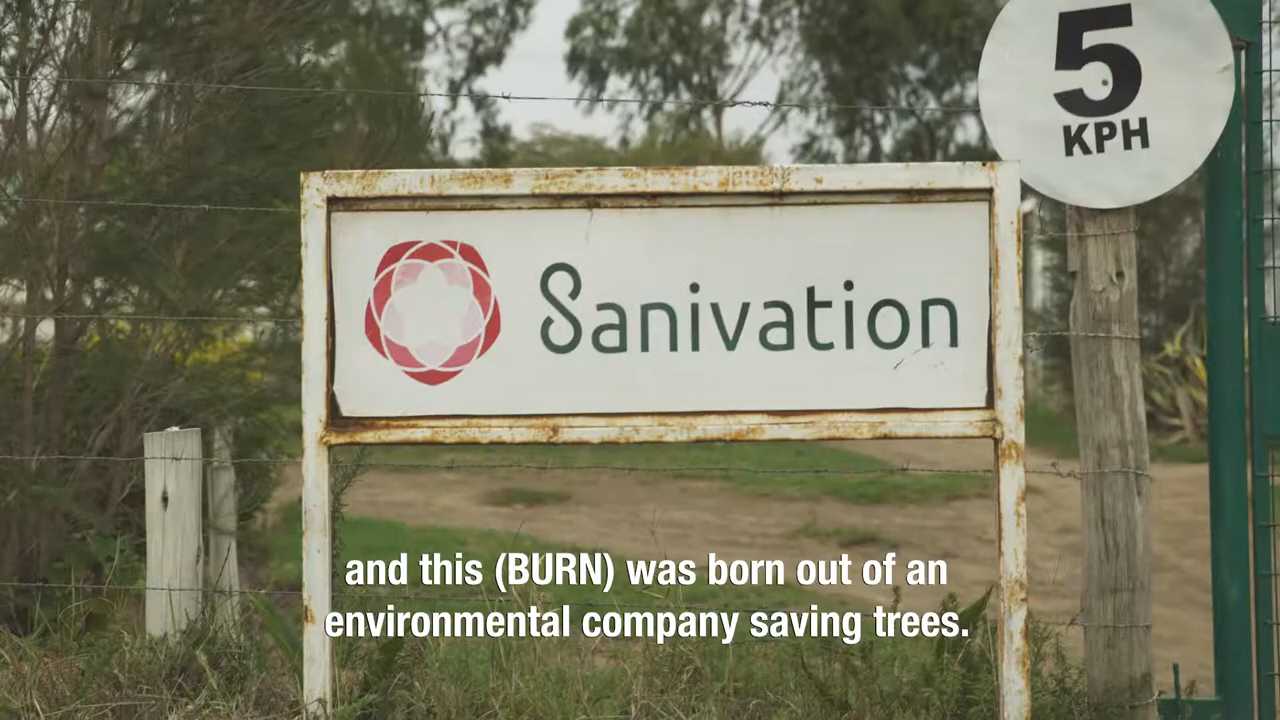 5
KPH
Sanivation
and this (BURN) was born out of an
environmental company saving trees.